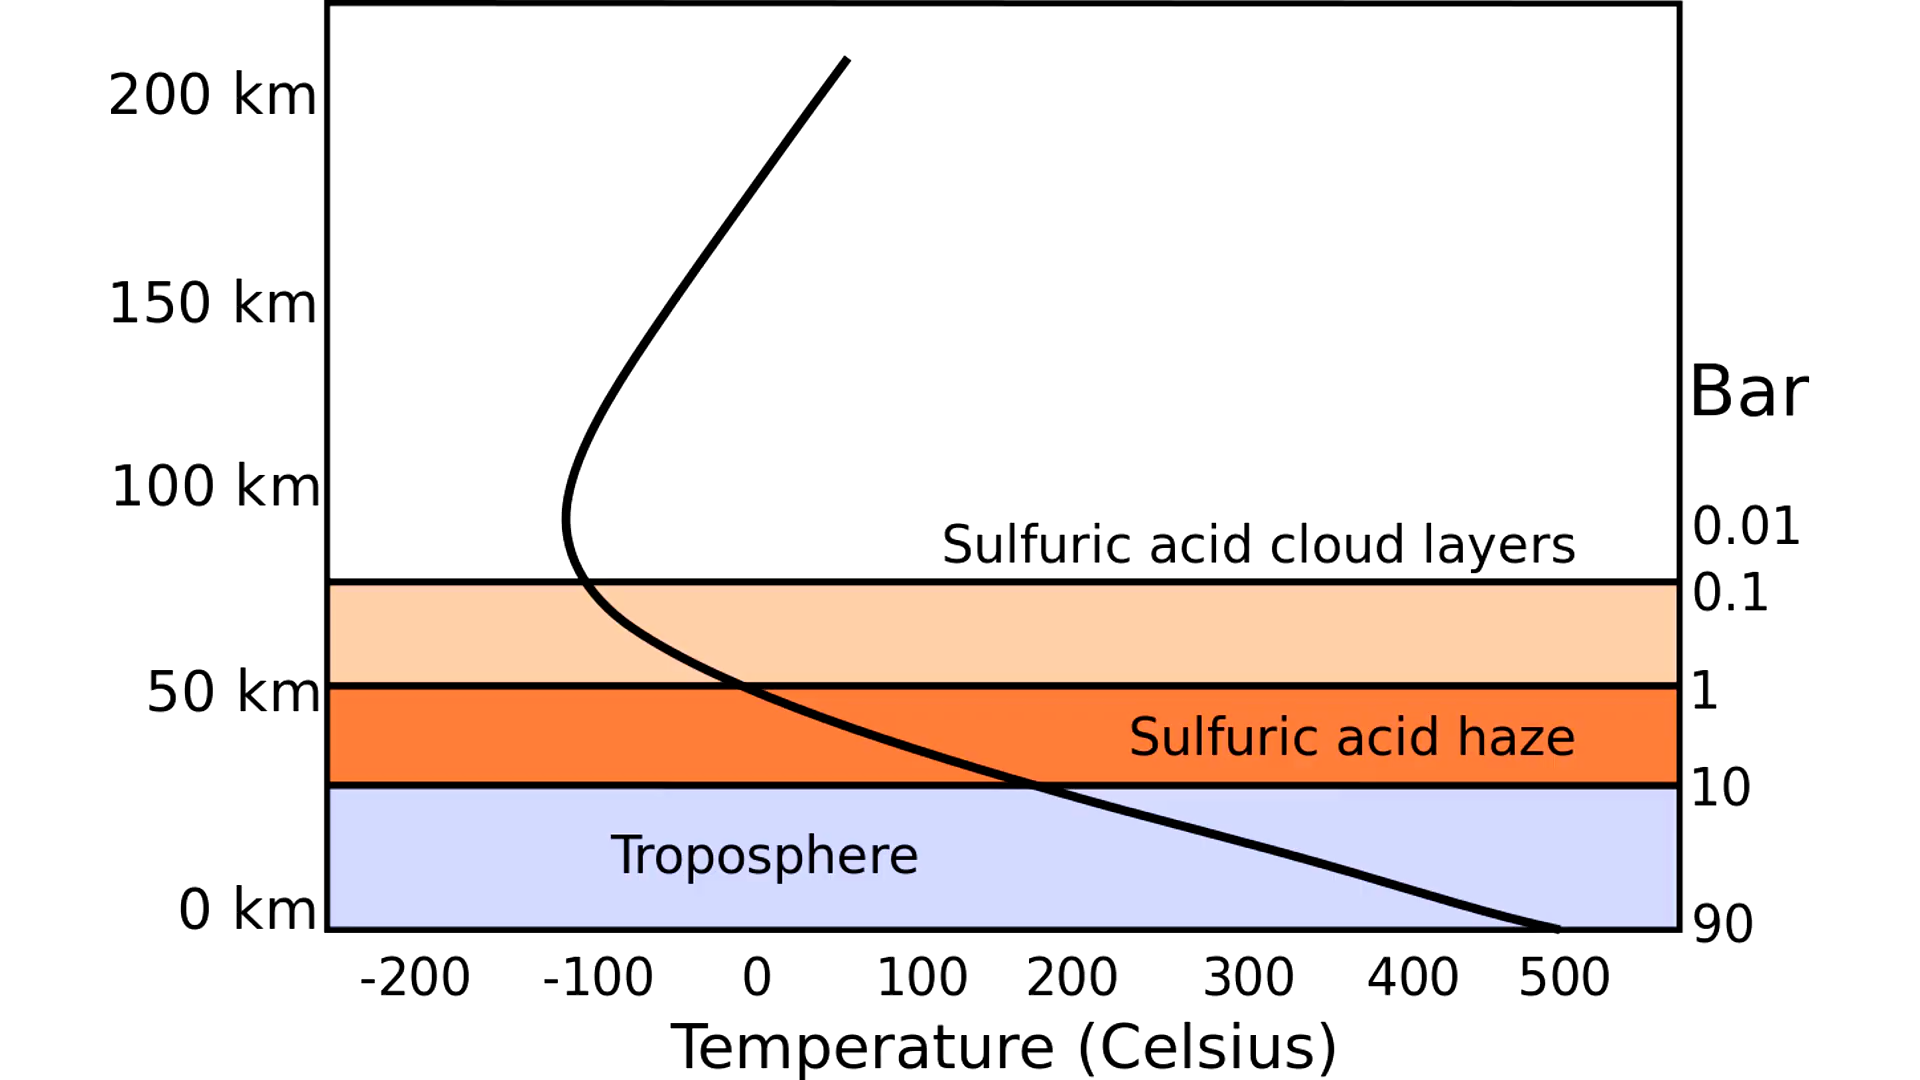 200 km
150 km
100 km
50 km
0 km
Bar
0.01
0.1
1
10
90
Sulfuric acid cloud layers
Sulfuric acid haze
Troposphere
-200 -100 0 100 200 300 400 500
Temperature (Celsius)